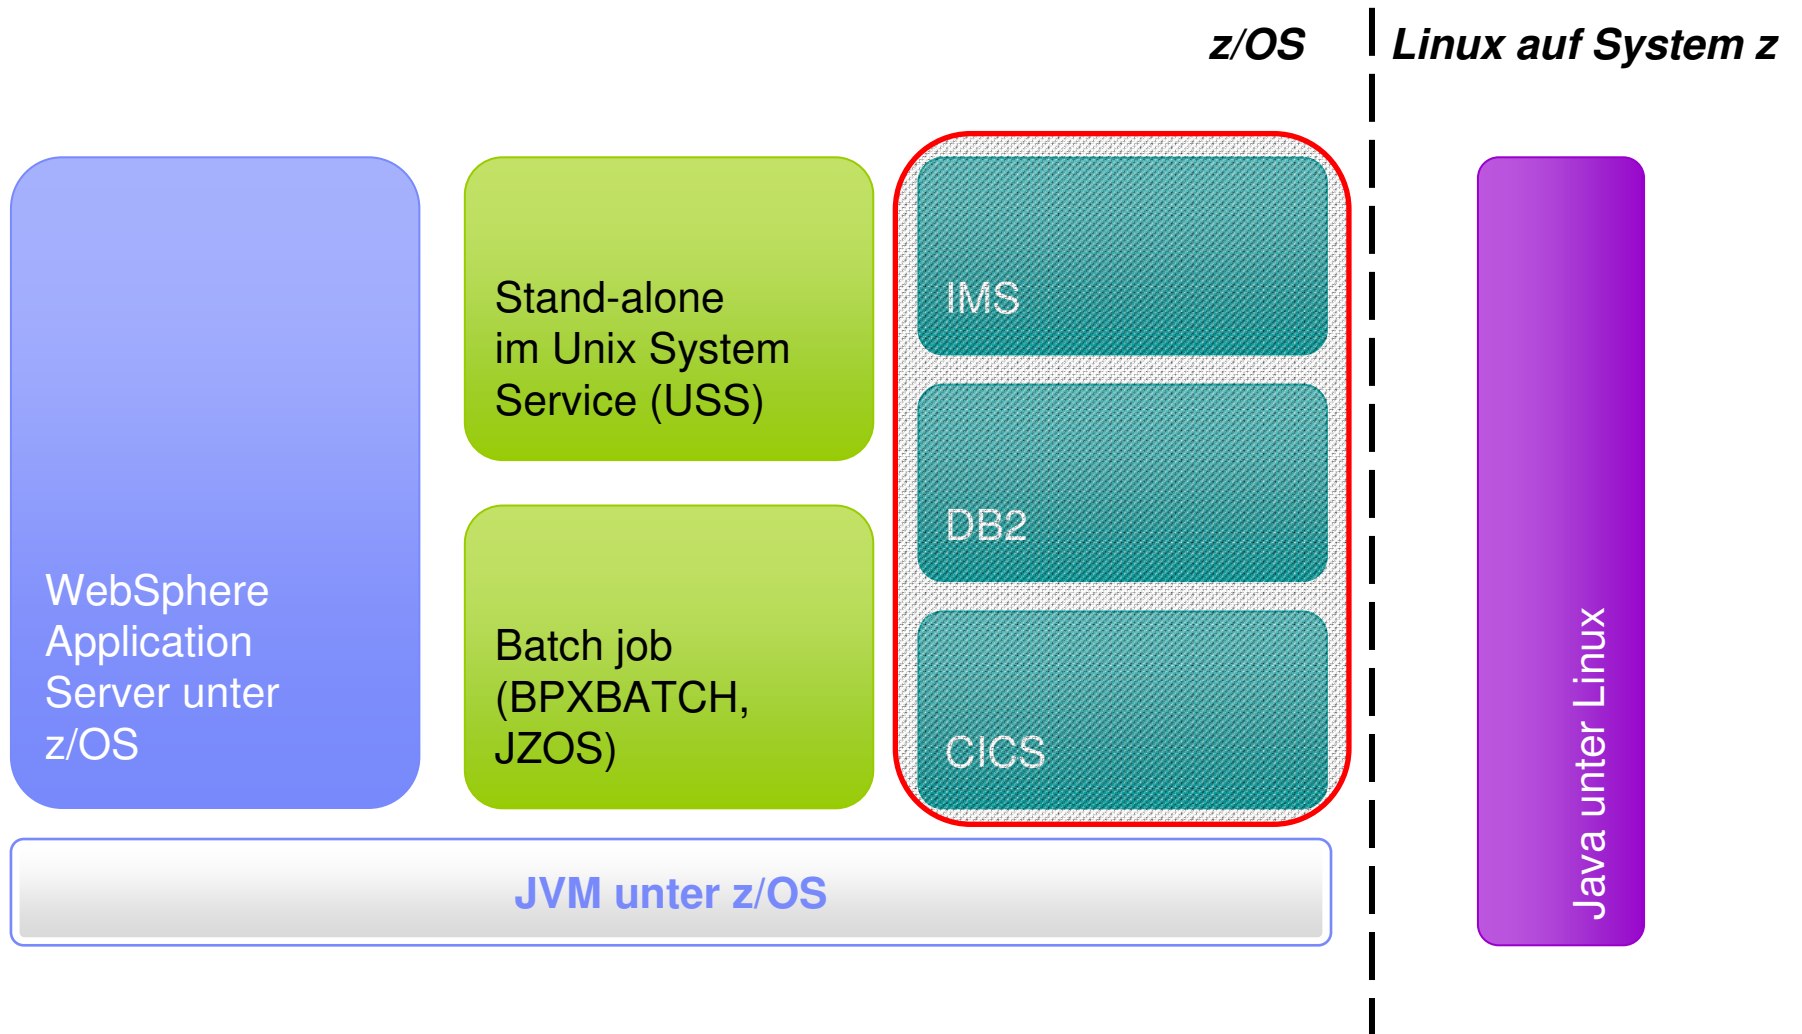 z/OS
Linux auf System z
WebSphere
Application
Server unter
z/OS
Stand-alone
im Unix System
Service (USS)
Batch job
(BPXBATCH,
JZOS)
IMS
DB2
CICS
JVM unter z/OS
Java unter Linux